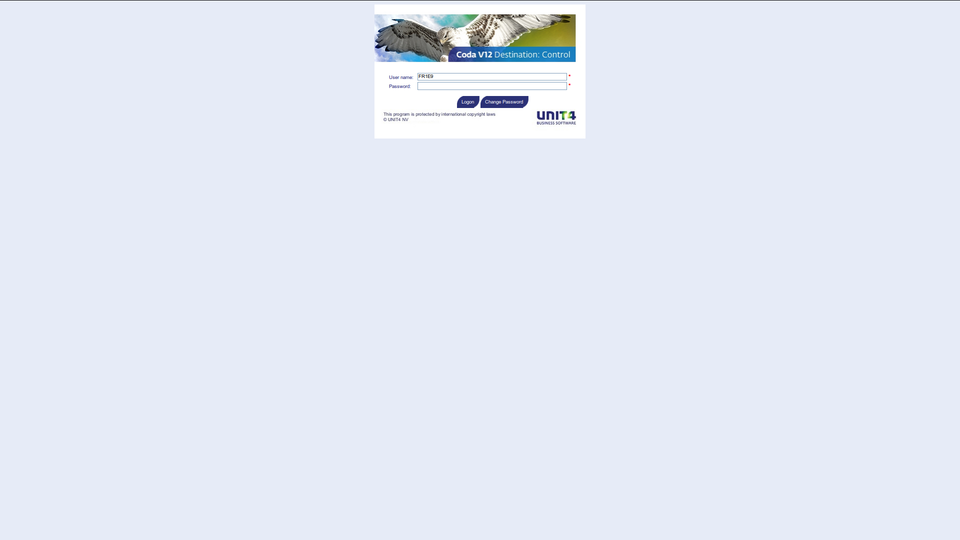 Coda V12 Destination: Control
User name: FR1E9 *
Password: *
Logon Change Password
This program is protected by international copyright laws
© UNIT4 NV
UNIT4
BUSINESS SOFTWARE